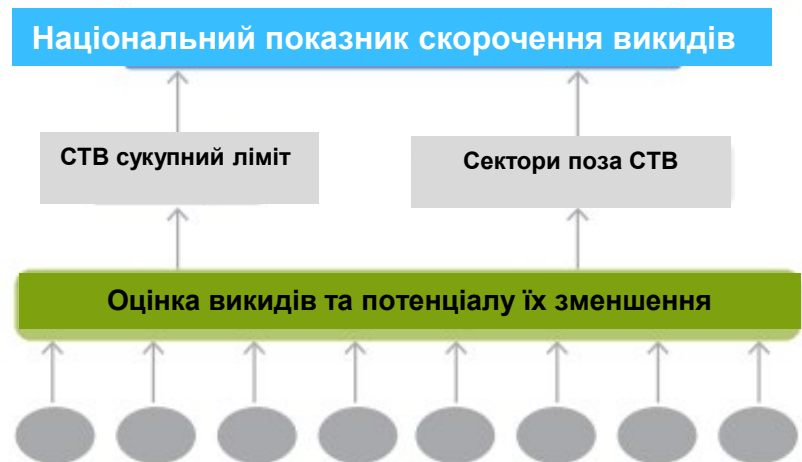 Національний показник скорочення викидів
СТВ сукупний ліміт
Сектори поза СТВ
Оцінка викидів та потенціалу їх зменшення